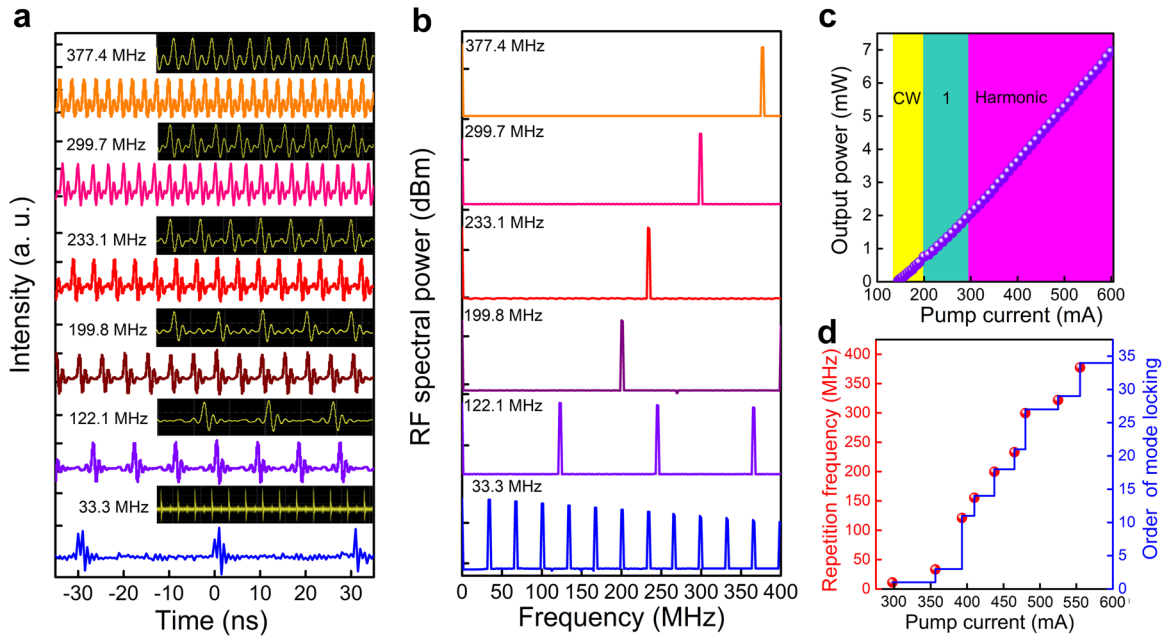 a
377.4 MHz
299.7 MHz
233.1 MHz
199.8 MHz
122.1 MHz
33.3 MHz
Intensity (a. u.)
-30 -20 -10 0 10 20 30
Time (ns)
b
377.4 MHz
299.7 MHz
233.1 MHz
199.8 MHz
122.1 MHz
33.3 MHz
RF spectral power (dBm)
0 50 100 150 200 250 300 350 400
Frequency (MHz)
c
7
6
5
4
3
2
1
0
Output power (mW)
CW 1 Harmonic
100 200 300 400 500 600
Pump current (mA)
d
400
350
300
250
200
150
100
50
0
Repetition frequency (MHz)
35
30
25
20
15
10
5
0
Order of mode locking
300 350 400 450 500 550 600
Pump current (mA)